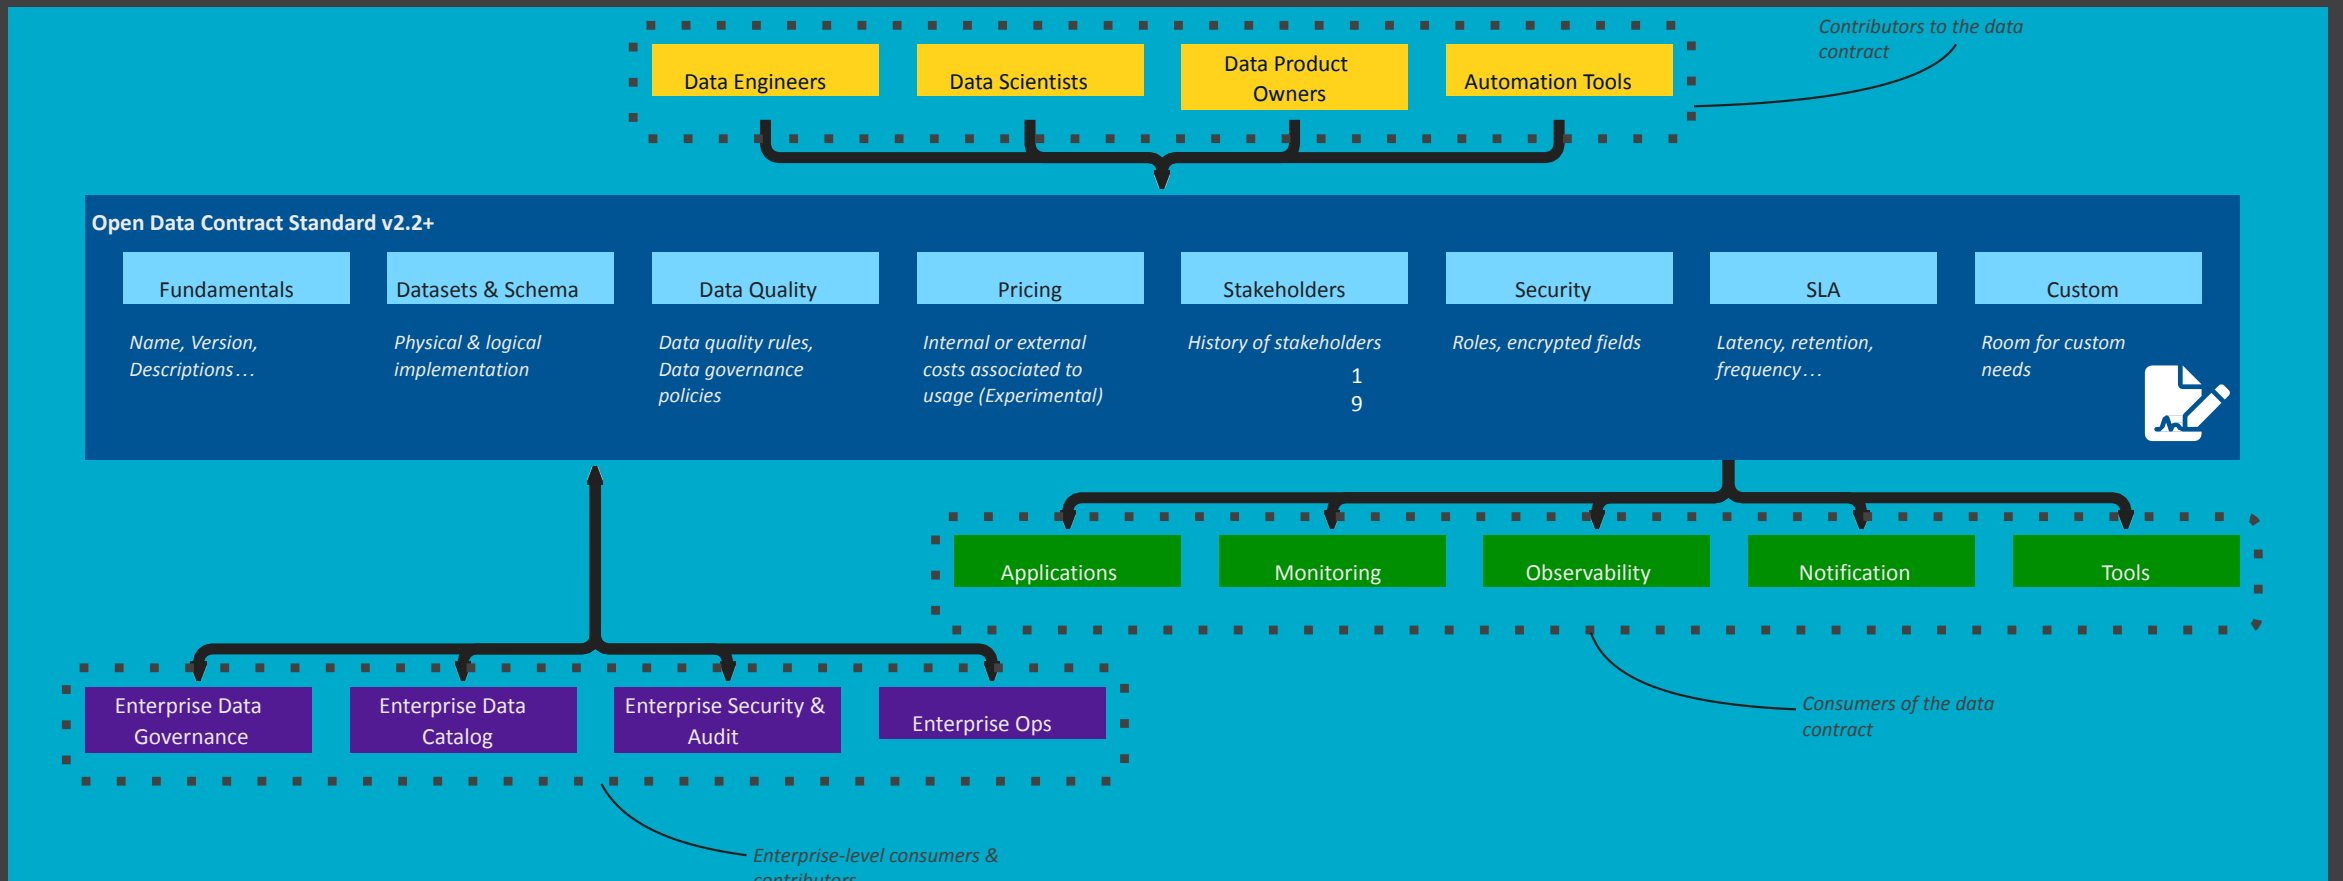 Contributors to the data
contract
Data Engineers
Data Scientists
Data Product
Owners
Automation Tools
Open Data Contract Standard v2.2+
Fundamentals
Datasets & Schema
Data Quality
Pricing
Stakeholders
Security
SLA
Custom
Name, Version,
Descriptions…
Physical & logical
implementation
Data quality rules,
Data governance
policies
Internal or external
costs associated to
usage (Experimental)
History of stakeholders
1
9
Roles, encrypted fields
Latency, retention,
frequency…
Room for custom
needs
Applications
Monitoring
Observability
Notification
Tools
Enterprise Data
Governance
Enterprise Data
Catalog
Enterprise Security &
Audit
Enterprise Ops
Consumers of the data
contract
Enterprise-level consumers &
contributors